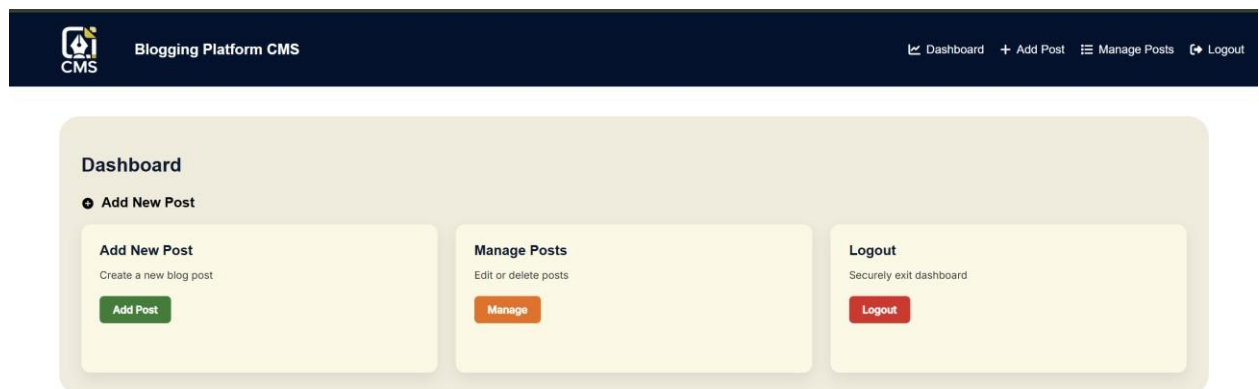 CMS
Blogging Platform CMS
Dashboard
Add Post
Manage Posts
Logout
Dashboard
Add New Post
Add New Post
Create a new blog post
Add Post
Manage Posts
Edit or delete posts
Manage
Logout
Securely exit dashboard
Logout